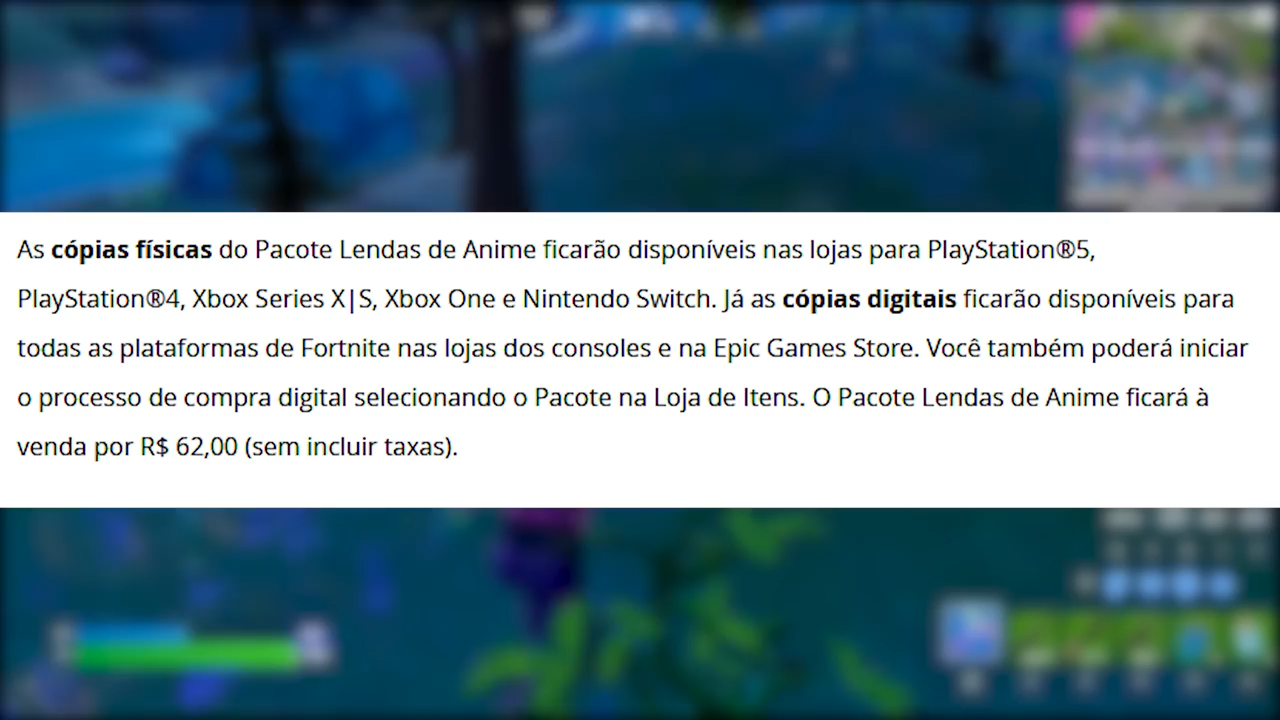 As cópias físicas do Pacote Lendas de Anime ficarão disponíveis nas lojas para PlayStation®5,
PlayStation®4, Xbox Series X|S, Xbox One e Nintendo Switch. Já as cópias digitais ficarão disponíveis para
todas as plataformas de Fortnite nas lojas dos consoles e na Epic Games Store. Você também poderá iniciar
o processo de compra digital selecionando o Pacote na Loja de Itens. O Pacote Lendas de Anime ficará à
venda por R$ 62,00 (sem incluir taxas).